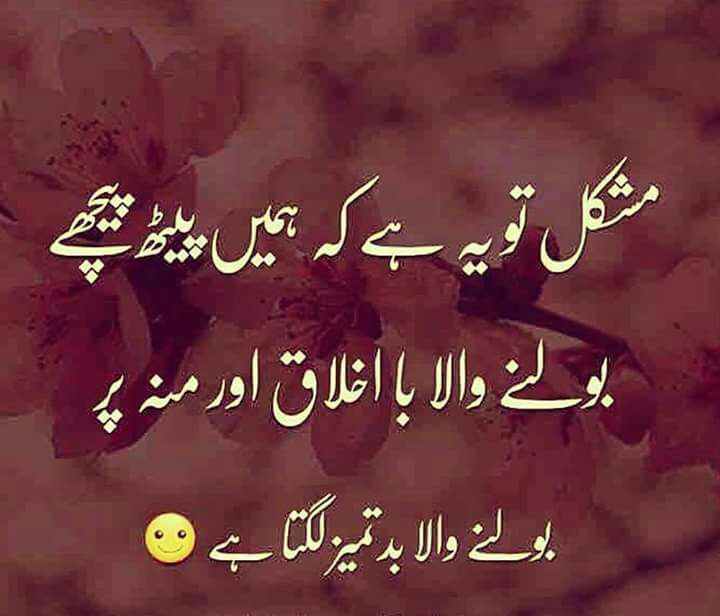 مشکل تو یہ ہے کہ ہمیں پیٹھ پیچھے
بولنے والا با اخلاق اور منہ پر
بولنے والا بدتمیز لگتا ہے 🙂